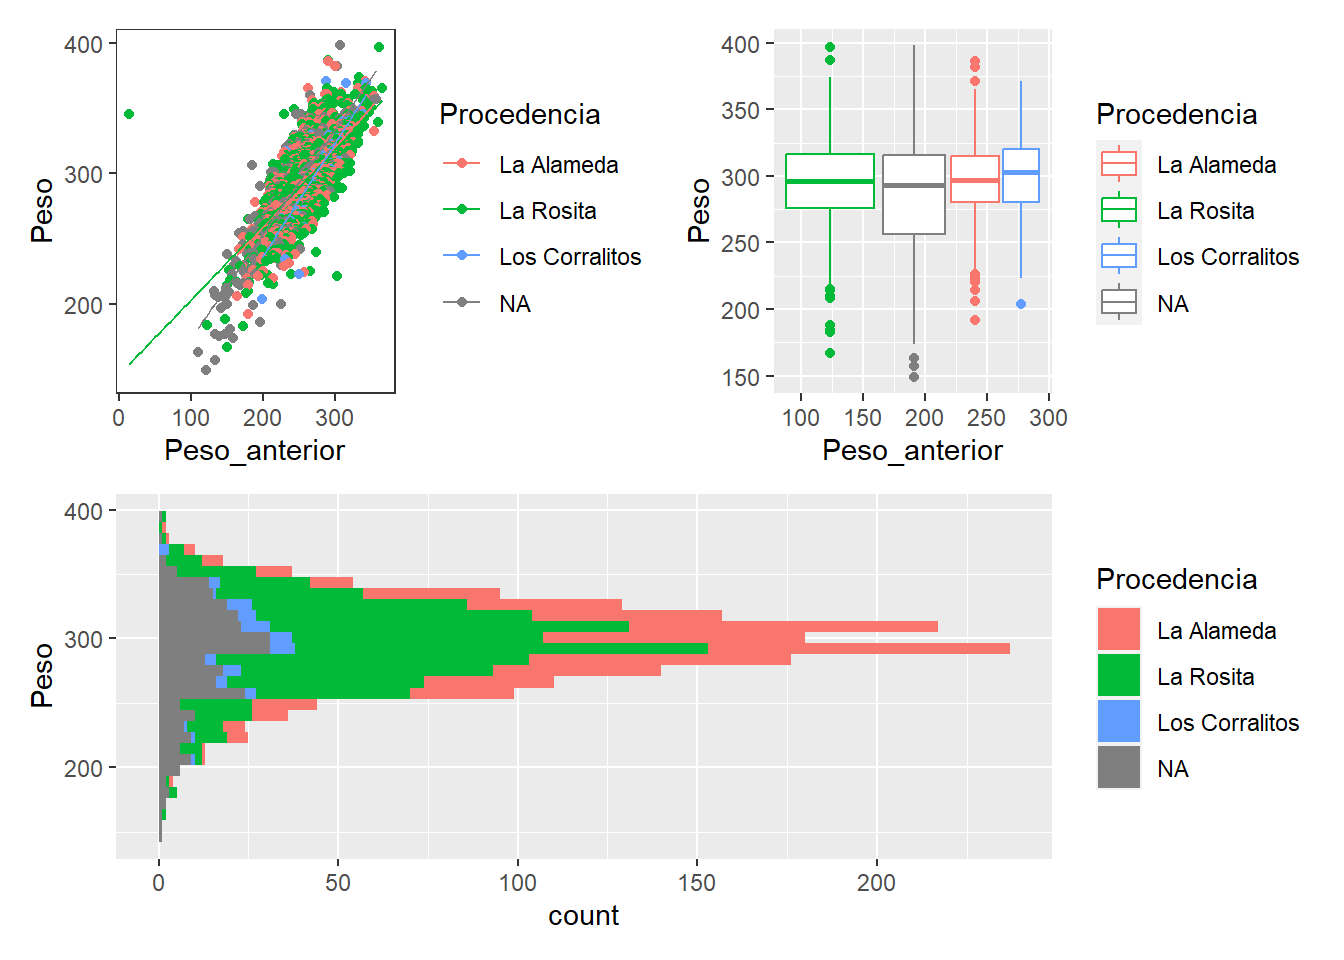 400
300
200
Peso
0 100 200 300
Peso_anterior
Procedencia
La Alameda
La Rosita
Los Corralitos
NA
400
350
300
250
200
150
Peso
100 150 200 250 300
Peso_anterior
Procedencia
La Alameda
La Rosita
Los Corralitos
NA
400
300
200
Peso
0 50 100 150 200
count
Procedencia
La Alameda
La Rosita
Los Corralitos
NA